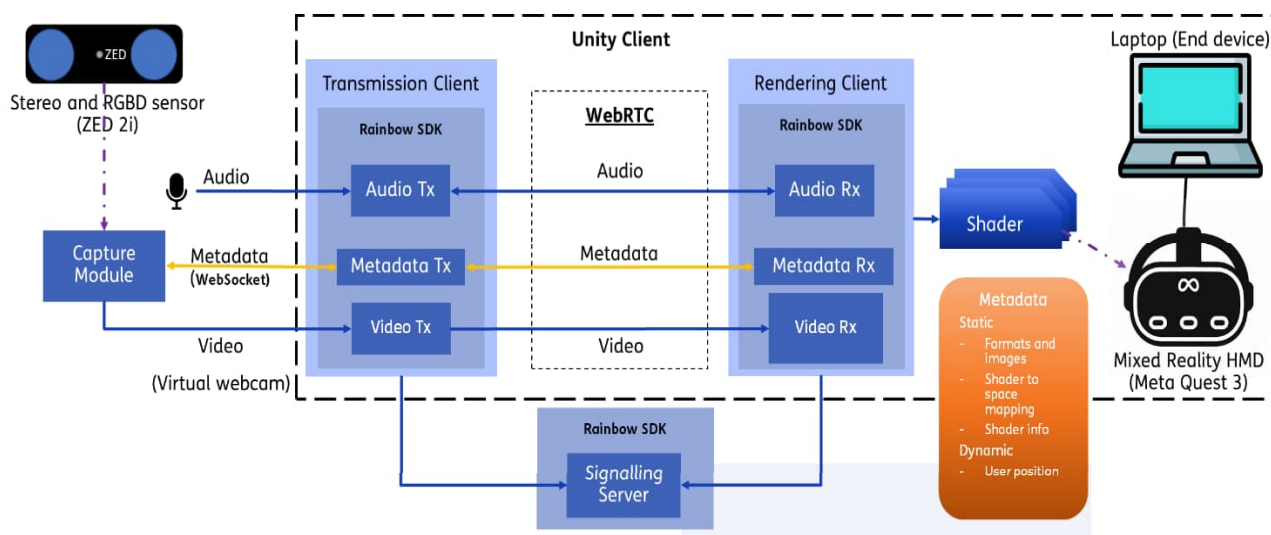 ZED
Stereo and RGBD sensor
(ZED 2i)
Unity Client
Laptop (End device)
Transmission Client
Rainbow SDK
WebRTC
Rendering Client
Rainbow SDK
Audio
Audio Tx
Audio
Audio Rx
Shader
Capture
Module
Metadata
(WebSocket)
Metadata Tx
Metadata
Metadata Rx
Video
(Virtual webcam)
Video Tx
Video
Video Rx
Metadata
Static
- Formats and
images
- Shader to
space
mapping
- Shader info
Dynamic
- User position
Mixed Reality HMD
(Meta Quest 3)
Rainbow SDK
Signalling
Server